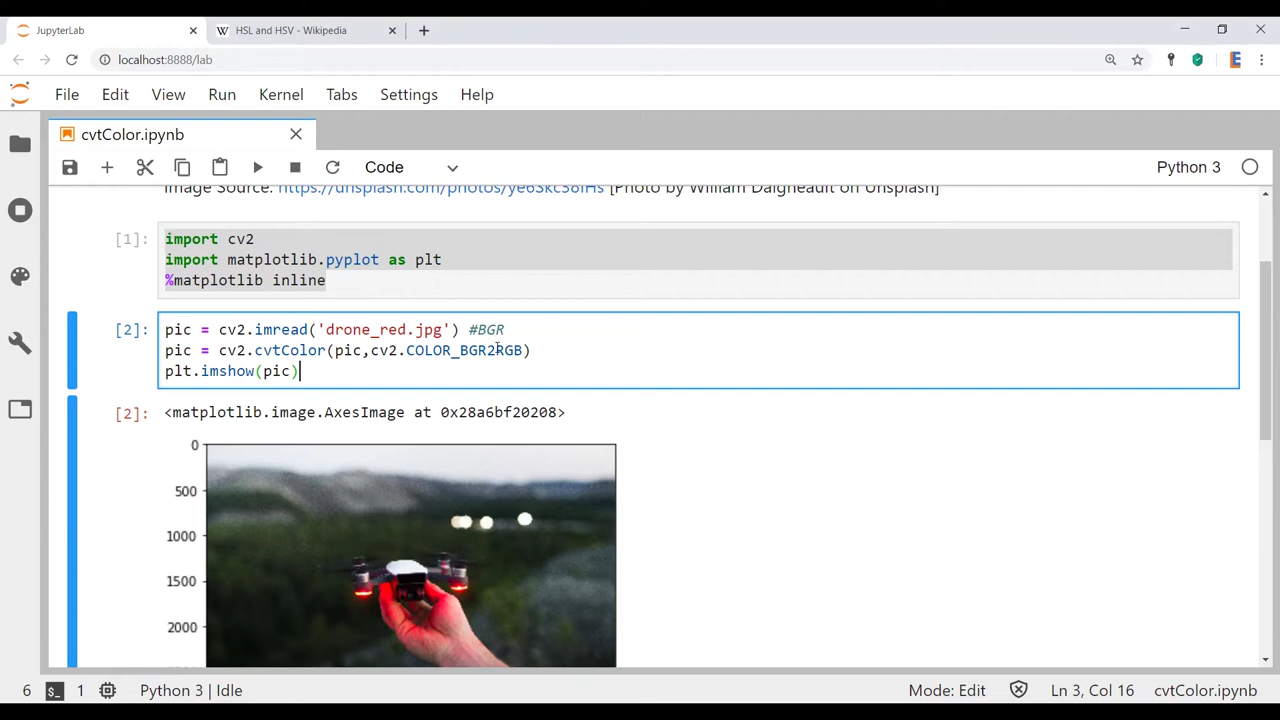 JupyterLab
HSL and HSV - Wikipedia
localhost:8888/lab
File Edit View Run Kernel Tabs Settings Help
cvtColor.ipynb
Code
Python 3
Image Source: [Photo by William Daigneault on Unsplash]
[1]:
import cv2
import matplotlib.pyplot as plt
%matplotlib inline
[2]:
pic = cv2.imread('drone_red.jpg') #BGR
pic = cv2.cvtColor(pic,cv2.COLOR_BGR2RGB)
plt.imshow(pic)
[2]:
<matplotlib.image.AxesImage at 0x28a6bf20208>
0
500
1000
1500
2000
6
1
Python 3 | Idle
Mode: Edit
Ln 3, Col 16
cvtColor.ipynb